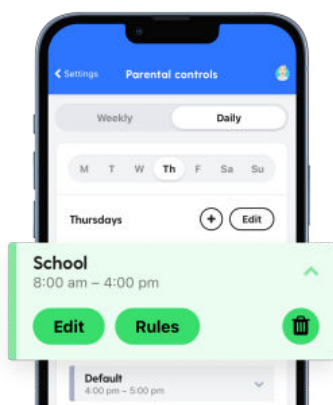 Settings Parental controls
Weekly Daily
M T W Th F Sa Su
Thursdays + Edit
School
8:00 am – 4:00 pm
Edit Rules
Default
4:00 pm – 5:00 pm